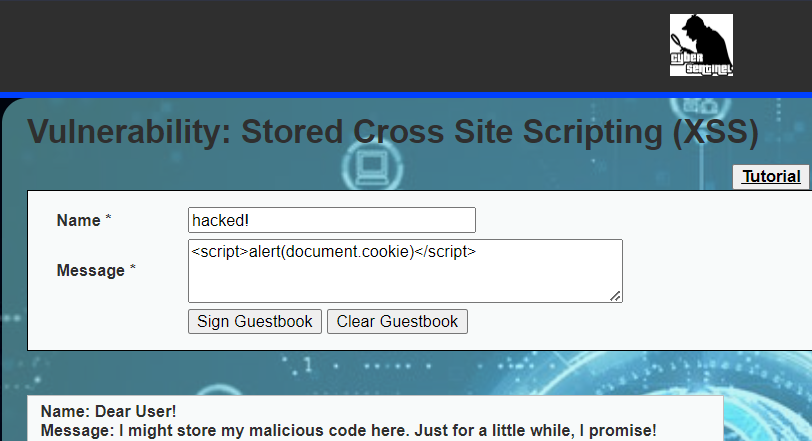 CYBER
SENTINEL
Vulnerability: Stored Cross Site Scripting (XSS)
Tutorial
Name *
hacked!
Message *
<script>alert(document.cookie)</script>
Sign Guestbook Clear Guestbook
Name: Dear User!
Message: I might store my malicious code here. Just for a little while, I promise!